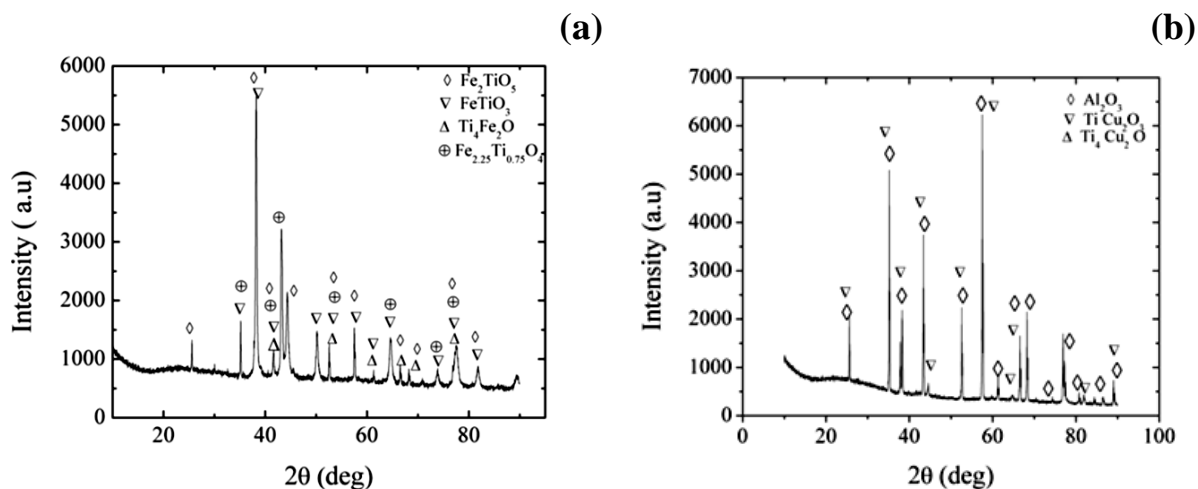 (a)
6000
5000
4000
3000
2000
1000
0
Intensity ( a.u)
◊ Fe₂TiO₅
∇ FeTiO₃
Δ Ti₄Fe₂O
⊕ Fe₂.₂₅Ti₀.₇₅O₄
20 40 60 80
2θ (deg)
(b)
7000
6000
5000
4000
3000
2000
1000
0
Intensity (a.u)
◊ Al₂O₃
∇ Ti Cu₂O₃
Δ Ti₄ Cu₂ O
0 20 40 60 80 100
2θ (deg)